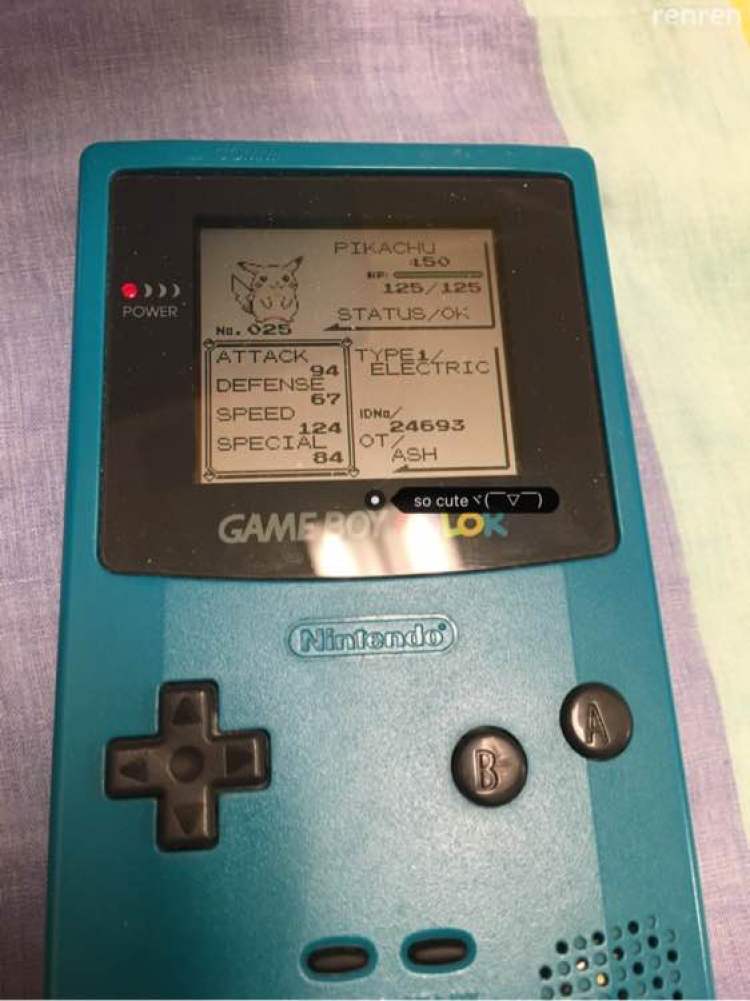 renren
PIKACHU
:L50
HP:
125/125
STATUS/OK
No.025
ATTACK
94
DEFENSE
67
SPEED
124
SPECIAL
84
TYPE1/
ELECTRIC
IDNo/
24693
OT/
ASH
POWER
so cute ヾ(￣▽￣)
GAME BOY COLOR
Nintendo®
B
A